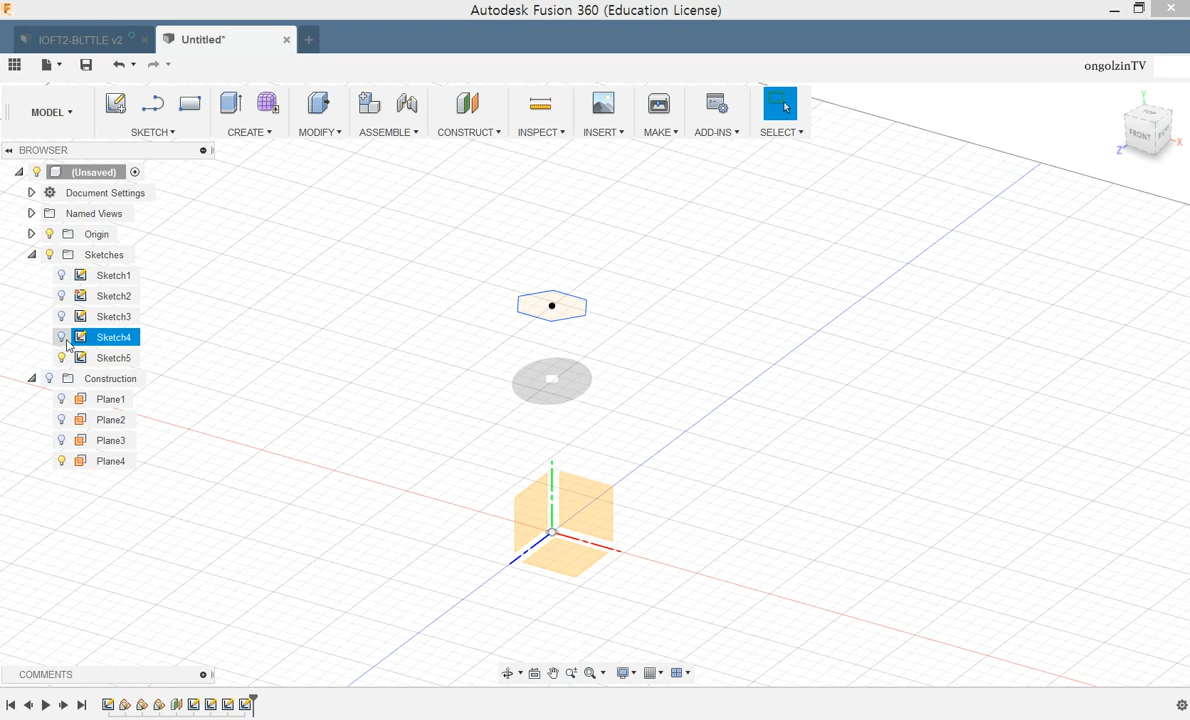 Autodesk Fusion 360 (Education License)
IOFT2-BLTTLE v2
Untitled*
ongolzinTV
MODEL
SKETCH
CREATE
MODIFY
ASSEMBLE
CONSTRUCT
INSPECT
INSERT
MAKE
ADD-INS
SELECT
BROWSER
(Unsaved)
Document Settings
Named Views
Origin
Sketches
Sketch1
Sketch2
Sketch3
Sketch4
Sketch5
Construction
Plane1
Plane2
Plane3
Plane4
Y
TOP
FRONT
X
Z
COMMENTS